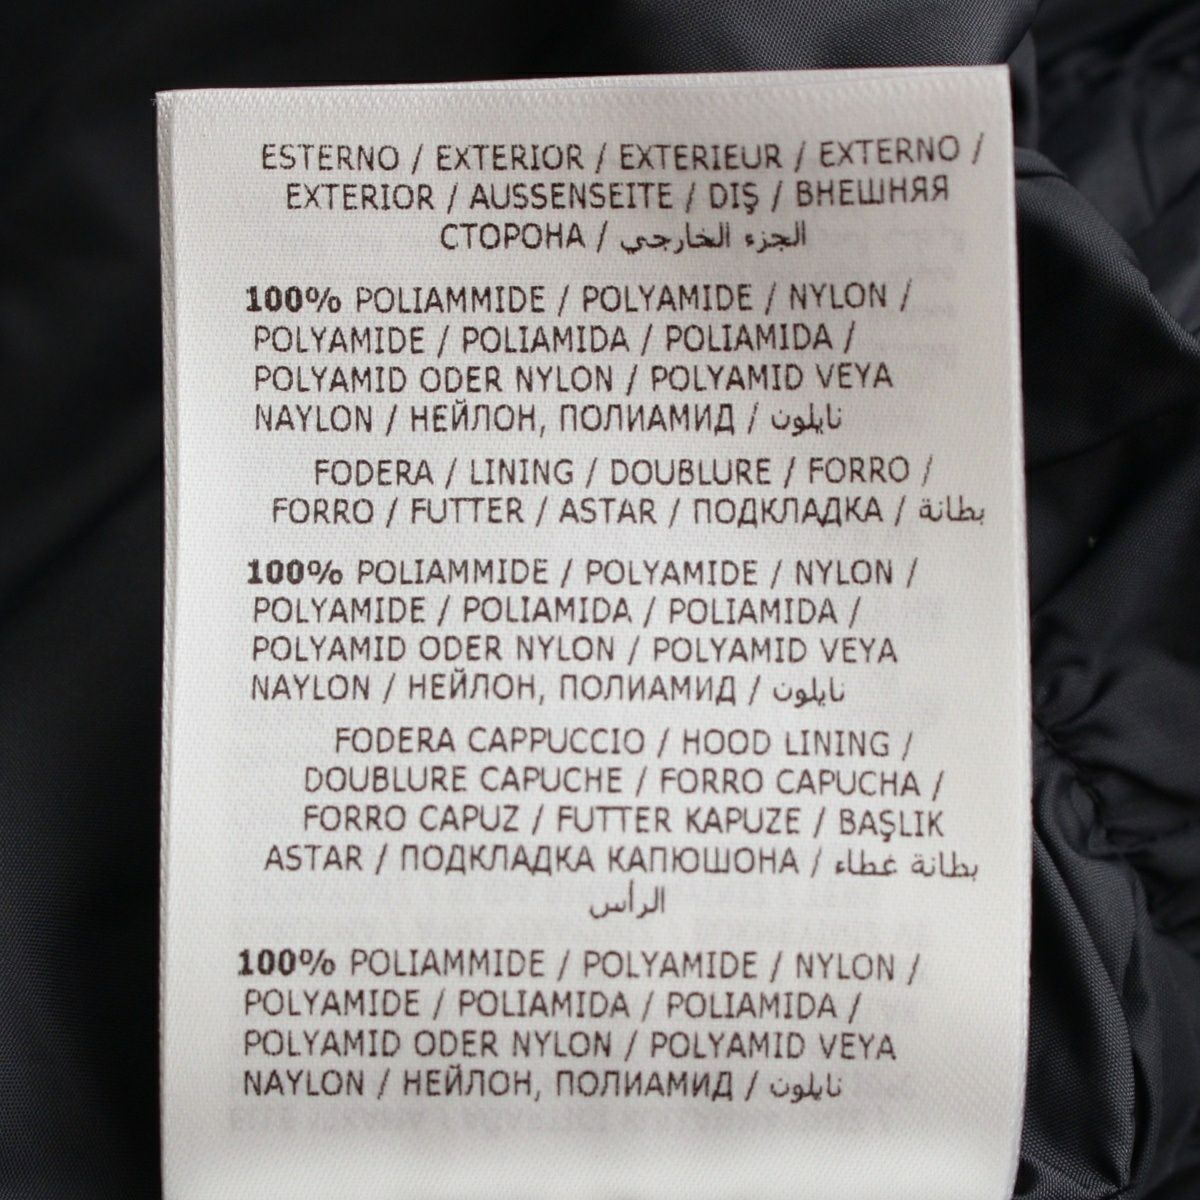 ESTERNO / EXTERIOR / EXTERIEUR / EXTERNO /
EXTERIOR / AUSSENSEITE / DIŞ / ВНЕШНЯЯ
СТОРОНА / الجزء الخارجي
100% POLIAMMIDE / POLYAMIDE / NYLON /
POLYAMIDE / POLIAMIDA / POLIAMIDA /
POLYAMID ODER NYLON / POLYAMID VEYA
NAYLON / НЕЙЛОН, ПОЛИАМИД / نايلون
FODERA / LINING / DOUBLURE / FORRO /
FORRO / FUTTER / ASTAR / ПОДКЛАДКА / بطانة
100% POLIAMMIDE / POLYAMIDE / NYLON /
POLYAMIDE / POLIAMIDA / POLIAMIDA /
POLYAMID ODER NYLON / POLYAMID VEYA
NAYLON / НЕЙЛОН, ПОЛИАМИД / نايلون
FODERA CAPPUCCIO / HOOD LINING /
DOUBLURE CAPUCHE / FORRO CAPUCHA /
FORRO CAPUZ / FUTTER KAPUZE / BAŞLIK
ASTAR / ПОДКЛАДКА КАПЮШОНА / بطانة غطاء
الرأس
100% POLIAMMIDE / POLYAMIDE / NYLON /
POLYAMIDE / POLIAMIDA / POLIAMIDA /
POLYAMID ODER NYLON / POLYAMID VEYA
NAYLON / НЕЙЛОН, ПОЛИАМИД / نايلون